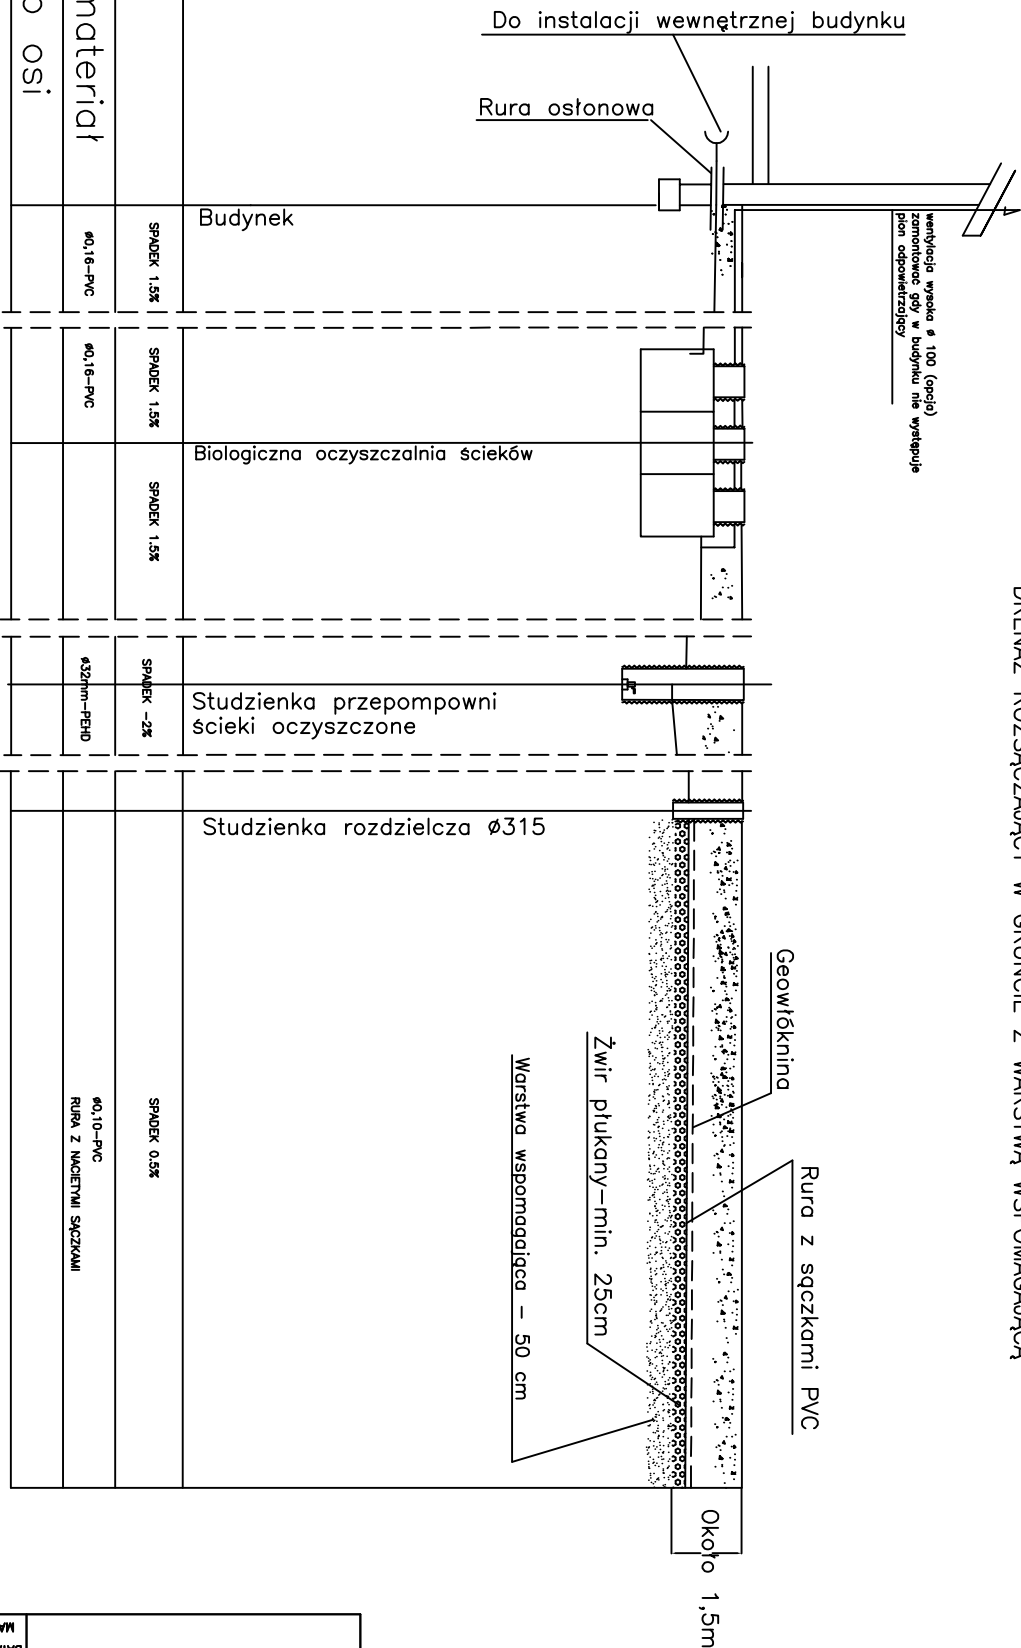 Do instalacji wewnętrznej budynku
Rura osłonowa
wentylacja wysoka ø 100 (opcja)
zamontować gdy w budynku nie występuje
pion odpowietrzający
Budynek
Biologiczna oczyszczalnia ścieków
Studzienka przepompowni
ścieki oczyszczone
Studzienka rozdzielcza Ø315
Geowłóknina
Rura z sączkami PVC
Żwir płukany-min. 25cm
Warstwa wspomagająca - 50 cm
Około 1,5m
SPADEK 1.5%
SPADEK 1.5%
SPADEK 1.5%
SPADEK -2%
SPADEK 0.5%
materiał
ø0,16-PVC
ø0,16-PVC
ø32mm-PEHD
ø0,10-PVC
RURA Z NACIĘTYMI SĄCZKAMI
osi